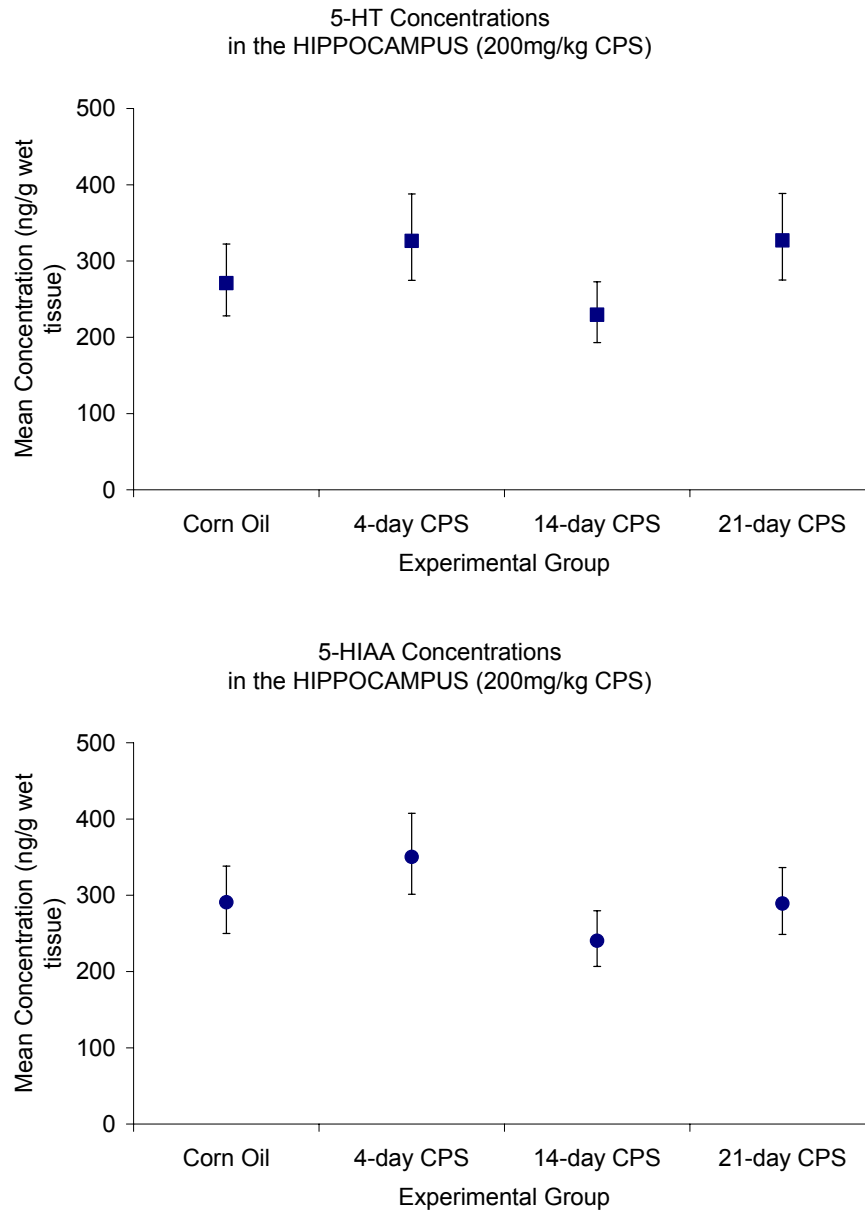 5-HT Concentrations
in the HIPPOCAMPUS (200mg/kg CPS)
Mean Concentration (ng/g wet
tissue)
500
400
300
200
100
0
Corn Oil 4-day CPS 14-day CPS 21-day CPS
Experimental Group
5-HIAA Concentrations
in the HIPPOCAMPUS (200mg/kg CPS)
Mean Concentration (ng/g wet
tissue)
500
400
300
200
100
0
Corn Oil 4-day CPS 14-day CPS 21-day CPS
Experimental Group